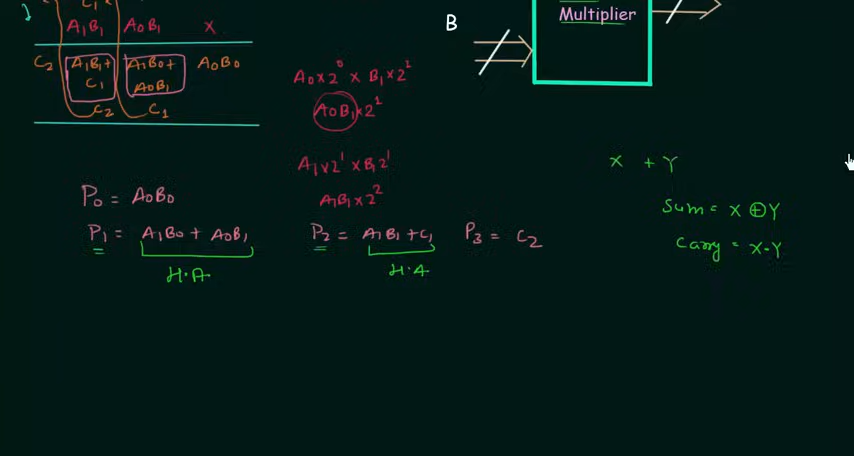 C1
A1B1 A0B1 X
C2 A1B1+ A1B0+ A0B0
C1 A0B1
C2 C1
B
Multiplier
A0×2^0 × B1×2^1
A0B1×2^1
A1×2^1 × B1 2^1
A1B1×2^2
X + Y
Sum = X ⊕ Y
Carry = X·Y
P0 = A0B0
P1 = A1B0 + A0B1
H·A
P2 = A1B1 + C1
H·A
P3 = C2